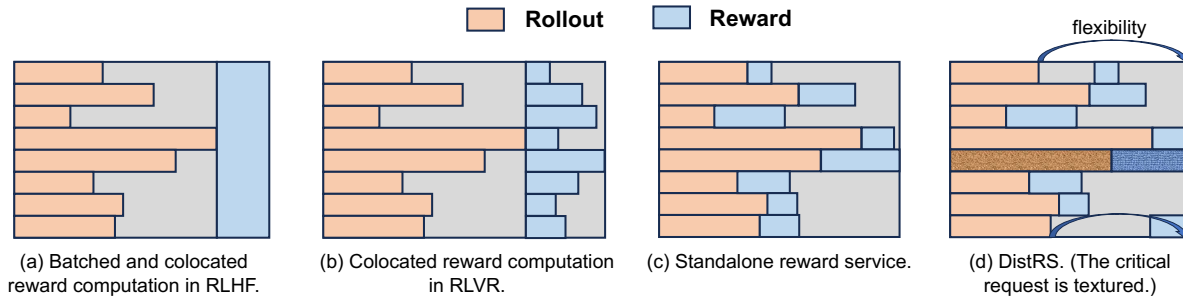 Rollout
Reward
flexibility
(a) Batched and colocated
reward computation in RLHF.
(b) Colocated reward computation
in RLVR.
(c) Standalone reward service.
(d) DistRS. (The critical
request is textured.)